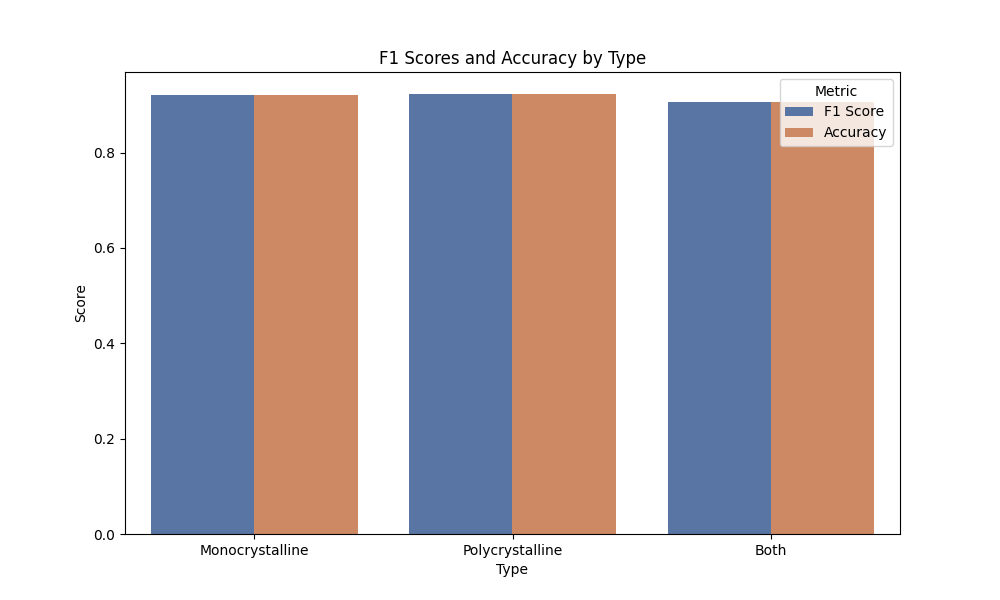 F1 Scores and Accuracy by Type
Metric
F1 Score
Accuracy
Score
0.8
0.6
0.4
0.2
0.0
Monocrystalline
Polycrystalline
Both
Type